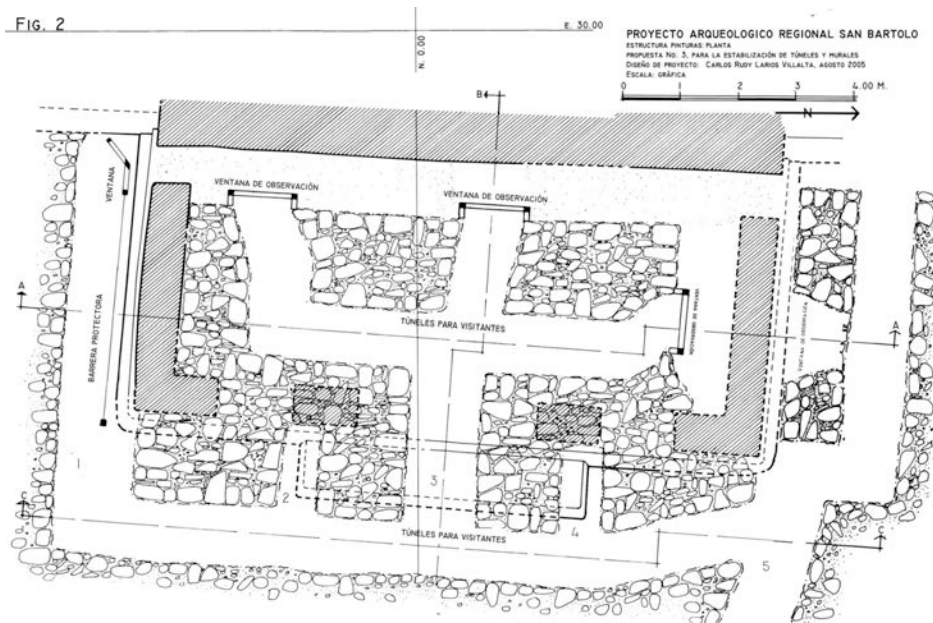 FIG. 2
E. 30.00
N. 0.00
PROYECTO ARQUEOLOGICO REGIONAL SAN BARTOLO
ESTRUCTURA PINTURAS: PLANTA
PROPUESTA No. 3, PARA LA ESTABILIZACIÓN DE TÚNELES Y MURALES
DISEÑO DE PROYECTO: CARLOS RUDY LARIOS VILLALTA, AGOSTO 2005
ESCALA: GRÁFICA
0 1 2 3 4.00 M.
N
B
VENTANA
VENTANA DE OBSERVACIÓN
VENTANA DE OBSERVACIÓN
A
BARRERA PROTECTORA
TÚNELES PARA VISITANTES
VENTANA DE OBSERVACIÓN
VENTANA DE OBSERVACIÓN
A
1
2
3
4
C
TÚNELES PARA VISITANTES
C
5